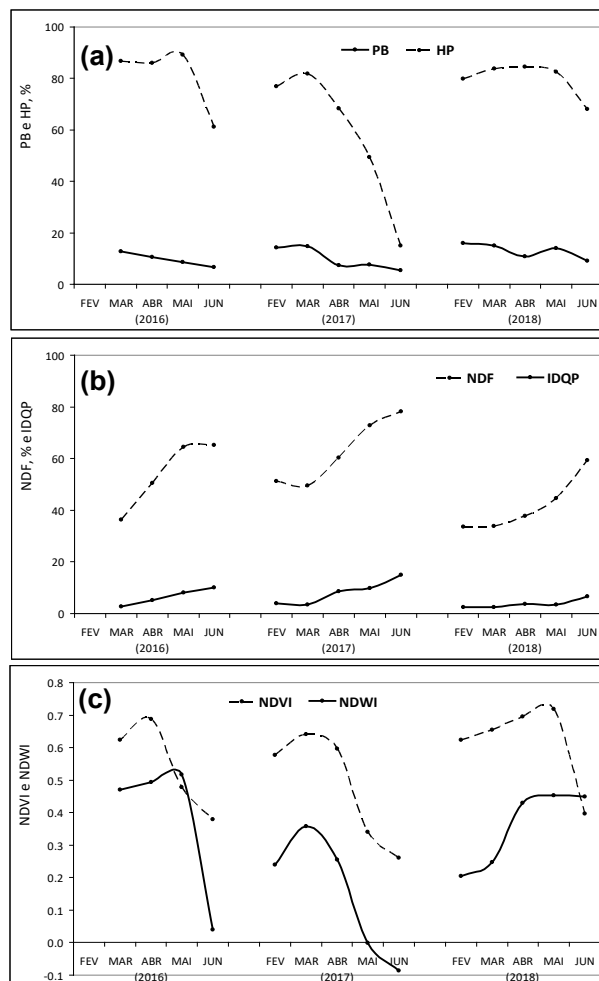 (a)
PB HP
PB e HP, %
100
80
60
40
20
0
FEV MAR ABR MAI JUN FEV MAR ABR MAI JUN FEV MAR ABR MAI JUN
(2016) (2017) (2018)
(b)
NDF IDQP
NDF, % e IDQP
100
80
60
40
20
0
FEV MAR ABR MAI JUN FEV MAR ABR MAI JUN FEV MAR ABR MAI JUN
(2016) (2017) (2018)
(c)
NDVI NDWI
NDVI e NDWI
0.8
0.7
0.6
0.5
0.4
0.3
0.2
0.1
0.0
-0.1
FEV MAR ABR MAI JUN FEV MAR ABR MAI JUN FEV MAR ABR MAI JUN
(2016) (2017) (2018)